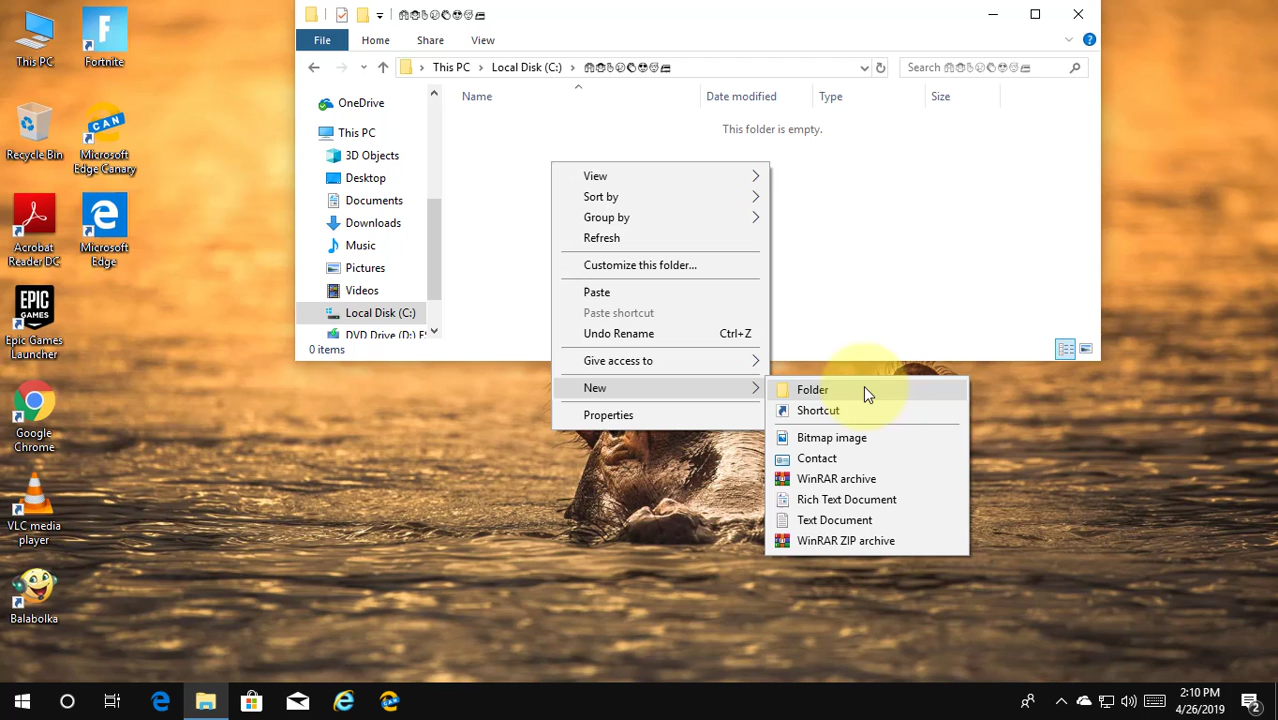 This PC
Fortnite
Recycle Bin
CAN
Microsoft
Edge Canary
Acrobat
Reader DC
Microsoft
Edge
EPIC
GAMES
Epic Games
Launcher
Google
Chrome
VLC media
player
Balabolka
File
Home
Share
View
This PC
Local Disk (C:)
Search
Name
Date modified
Type
Size
This folder is empty.
OneDrive
This PC
3D Objects
Desktop
Documents
Downloads
Music
Pictures
Videos
Local Disk (C:)
DVD Drive (D:)
0 items
View
Sort by
Group by
Refresh
Customize this folder...
Paste
Paste shortcut
Undo Rename Ctrl+Z
Give access to
New
Properties
Folder
Shortcut
Bitmap image
Contact
WinRAR archive
Rich Text Document
Text Document
WinRAR ZIP archive
2:10 PM
4/26/2019
2